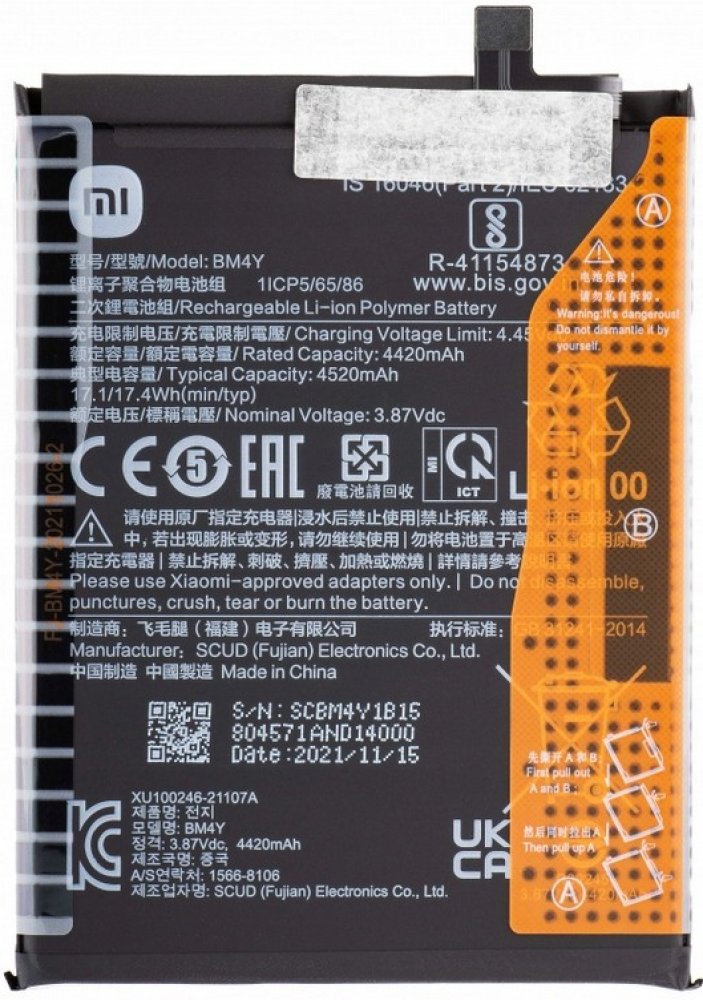 IS 16046(Part 2)/IEC 62133
mi
A
R-41154873
www.bis.gov.in
型号/型號/Model: BM4Y
锂离子聚合物电池组 1ICP5/65/86
二次鋰電池組/Rechargeable Li-ion Polymer Battery
充电限制电压/充電限制電壓/ Charging Voltage Limit: 4.45V
额定容量/額定電容量/ Rated Capacity: 4420mAh
典型容量/ Typical Capacity: 4520mAh
17.1/17.4Wh(min/typ)
额定电压/標稱電壓/ Nominal Voltage: 3.87Vdc
电池危险！
请勿私自拆卸。
Warning:It's dangerous!
Do not dismantle it by
yourself.
CE 5 EAC
廢電池請回收
MI
ICT
Li-ion 00
B
请使用原厂指定充电器|浸水后禁止使用|禁止拆解、撞击、
中，若出现膨胀或变形，请勿继续使用 | 勿将电池置于高
指定充電器|禁止拆解、刺破、擠壓、加熱或燃燒 | 詳情請參考
Please use Xiaomi-approved adapters only. | Do not disassemble,
punctures, crush, tear or burn the battery.
制造商：飞毛腿（福建）电子有限公司 执行标准：GB 31241-2014
Manufacturer: SCUD (Fujian) Electronics Co., Ltd.
中国制造 中國製造 Made in China
S/N: SCBM4Y1B15
804571AND14000
Date:2021/11/15
先撕开 A 和 B；
First pull out
A and B ;
然后同时拉出A
Then pull up A
A
XU100246-21107A
제품명: 전지
모델명: BM4Y
정격: 3.87Vdc, 4420mAh
제조국명: 중국
A/S연락처: 1566-8106
제조업자명: SCUD (Fujian) Electronics Co., Ltd.
KC
UK
CA